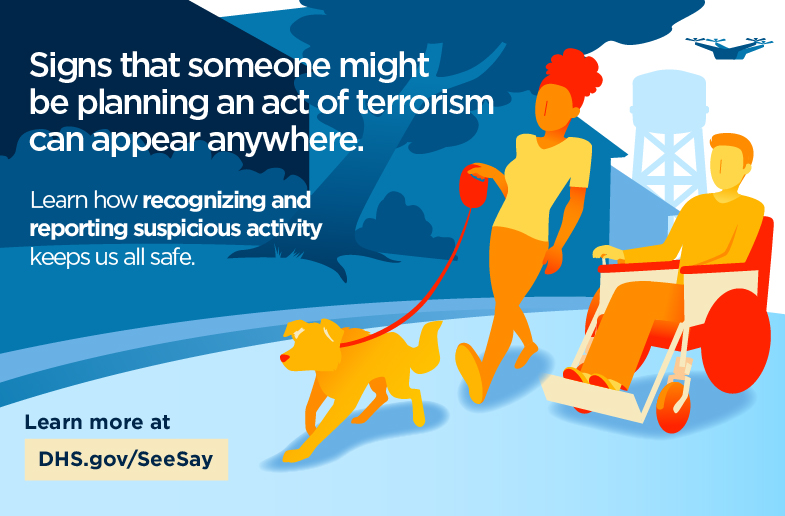 Signs that someone might
be planning an act of terrorism
can appear anywhere.
Learn how recognizing and
reporting suspicious activity
keeps us all safe.
Learn more at
DHS.gov/SeeSay